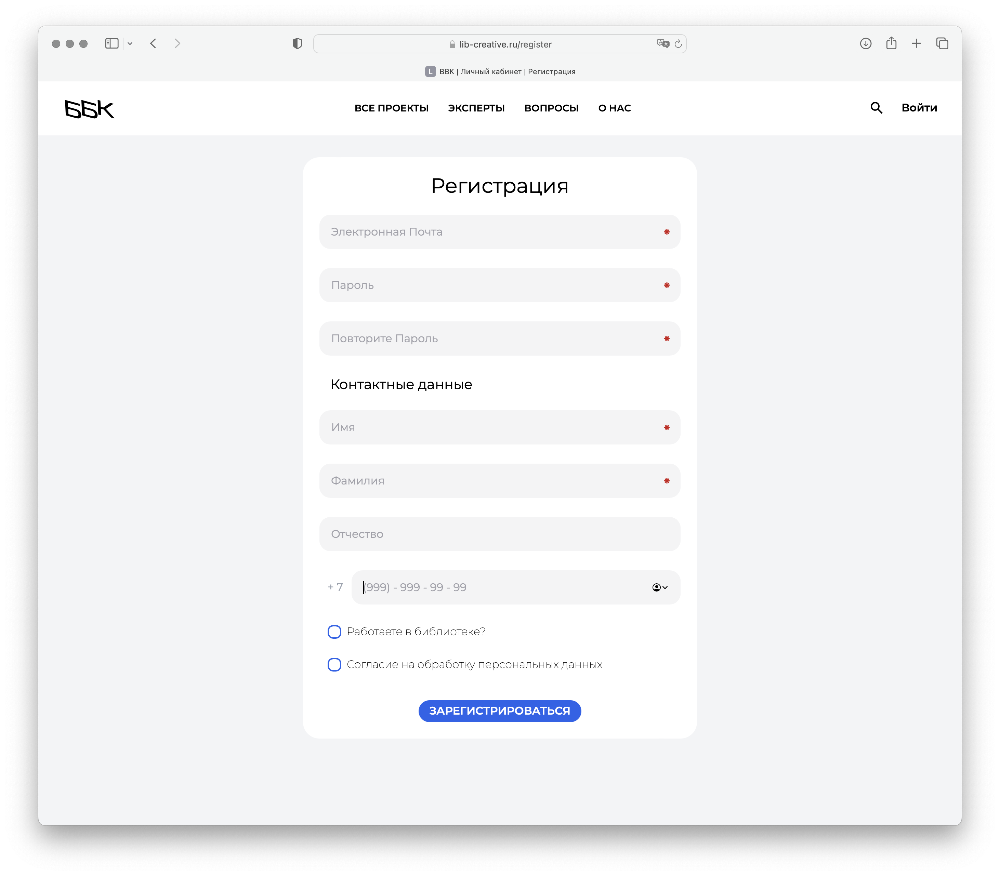 lib-creative.ru/register
L BBK | Личный кабинет | Регистрация
ББК
ВСЕ ПРОЕКТЫ ЭКСПЕРТЫ ВОПРОСЫ О НАС Войти
Регистрация
Электронная Почта *
Пароль *
Повторите Пароль *
Контактные данные
Имя *
Фамилия *
Отчество
+ 7 (999) - 999 - 99 - 99
Работаете в библиотеке?
Согласие на обработку персональных данных
ЗАРЕГИСТРИРОВАТЬСЯ